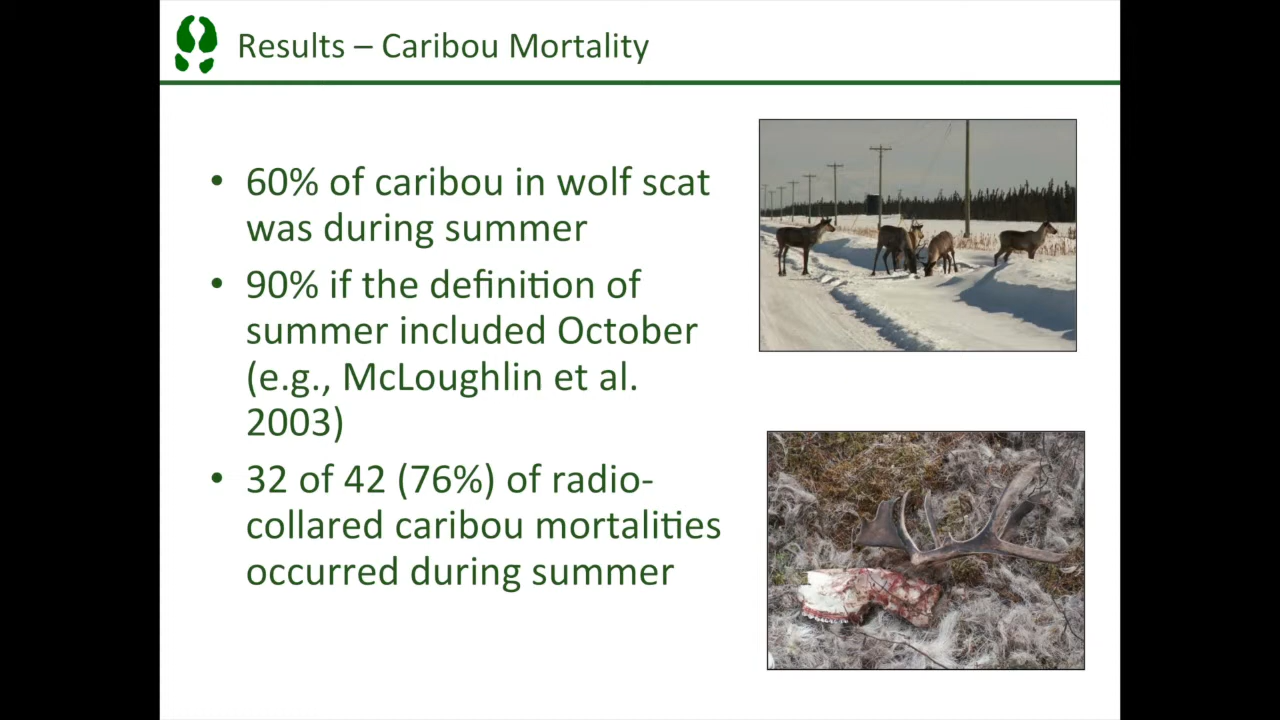 Results – Caribou Mortality
• 60% of caribou in wolf scat
was during summer
• 90% if the definition of
summer included October
(e.g., McLoughlin et al.
2003)
• 32 of 42 (76%) of radio-
collared caribou mortalities
occurred during summer